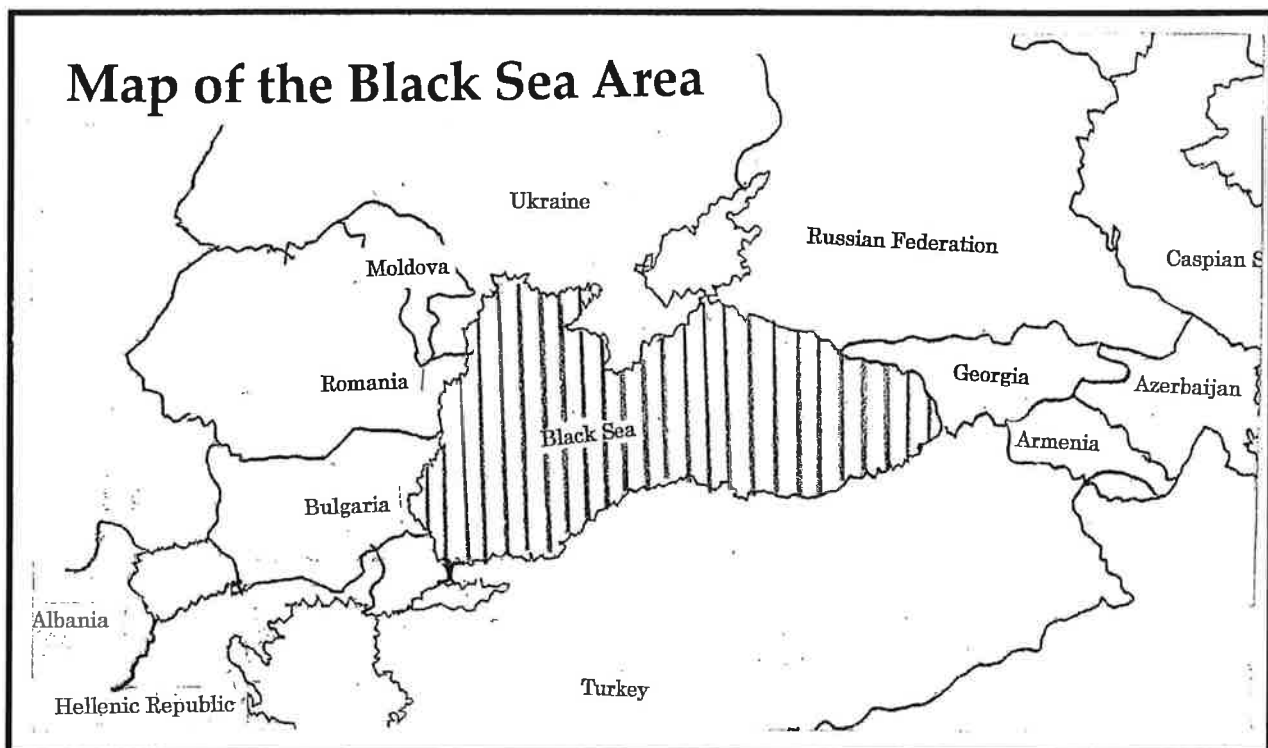 Map of the Black Sea Area
Ukraine
Russian Federation
Moldova
Caspian S
Romania
Georgia
Azerbaijan
Black Sea
Armenia
Bulgaria
Albania
Turkey
Hellenic Republic